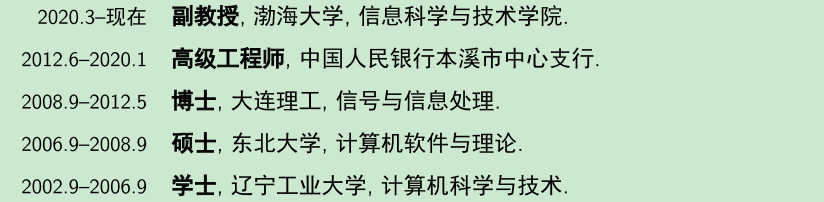 2020.3–现在 副教授, 渤海大学, 信息科学与技术学院.
2012.6–2020.1 高级工程师, 中国人民银行本溪市中心支行.
2008.9–2012.5 博士, 大连理工, 信号与信息处理.
2006.9–2008.9 硕士, 东北大学, 计算机软件与理论.
2002.9–2006.9 学士, 辽宁工业大学, 计算机科学与技术.